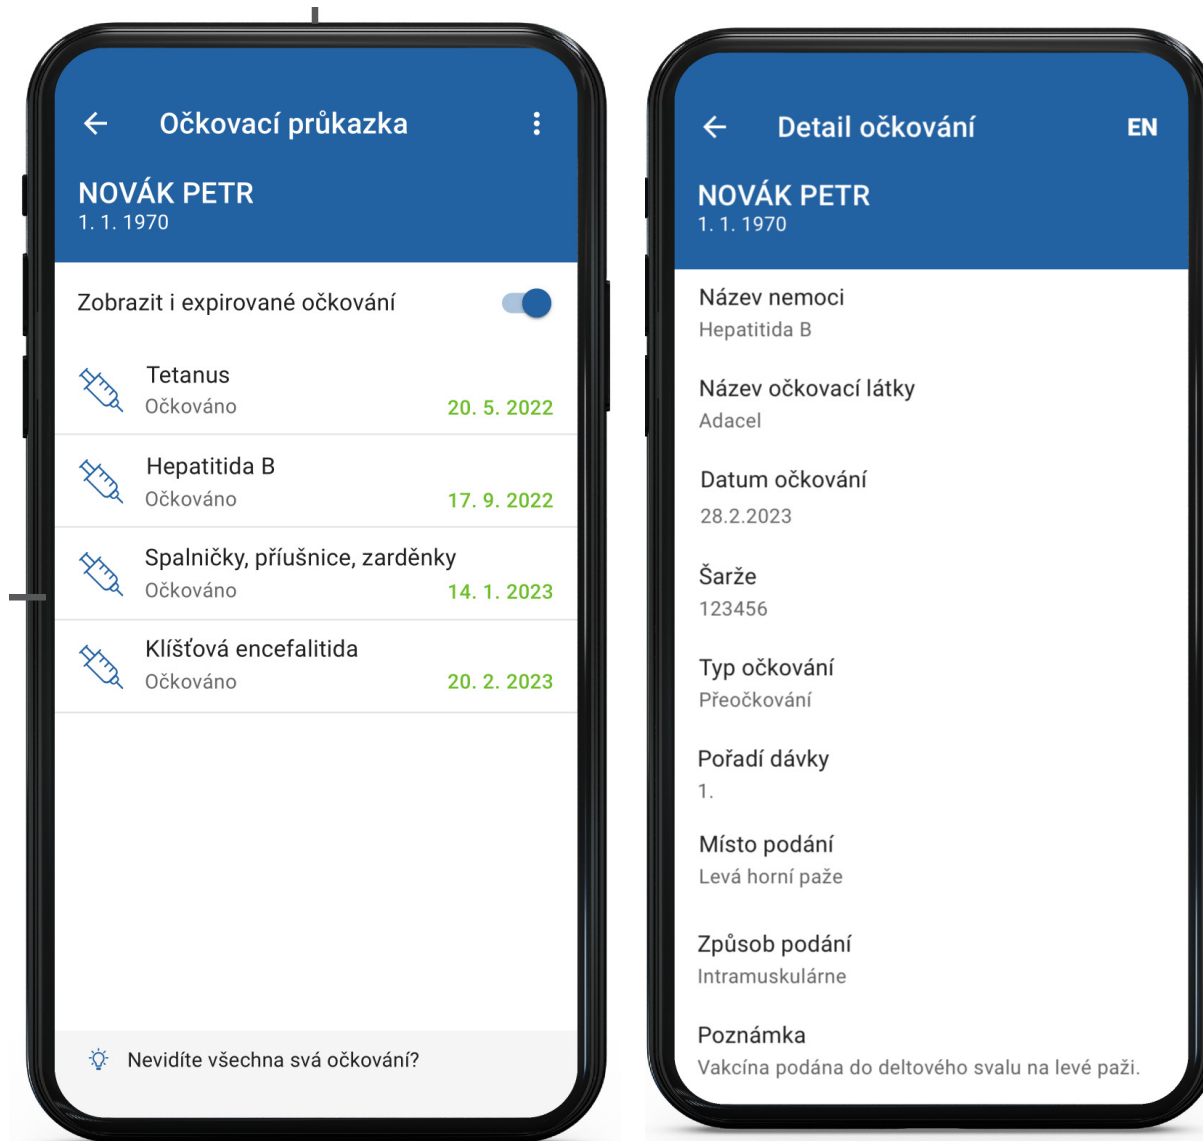 Očkovací průkazka
NOVÁK PETR
1. 1. 1970
Zobrazit i expirované očkování
Tetanus
Očkováno
20. 5. 2022
Hepatitida B
Očkováno
17. 9. 2022
Spalničky, příušnice, zarděnky
Očkováno
14. 1. 2023
Klíšťová encefalitida
Očkováno
20. 2. 2023
Nevidíte všechna svá očkování?
Detail očkování
EN
NOVÁK PETR
1. 1. 1970
Název nemoci
Hepatitida B
Název očkovací látky
Adacel
Datum očkování
28.2.2023
Šarže
123456
Typ očkování
Přeočkování
Pořadí dávky
1.
Místo podání
Levá horní paže
Způsob podání
Intramuskulárne
Poznámka
Vakcína podána do deltového svalu na levé paži.